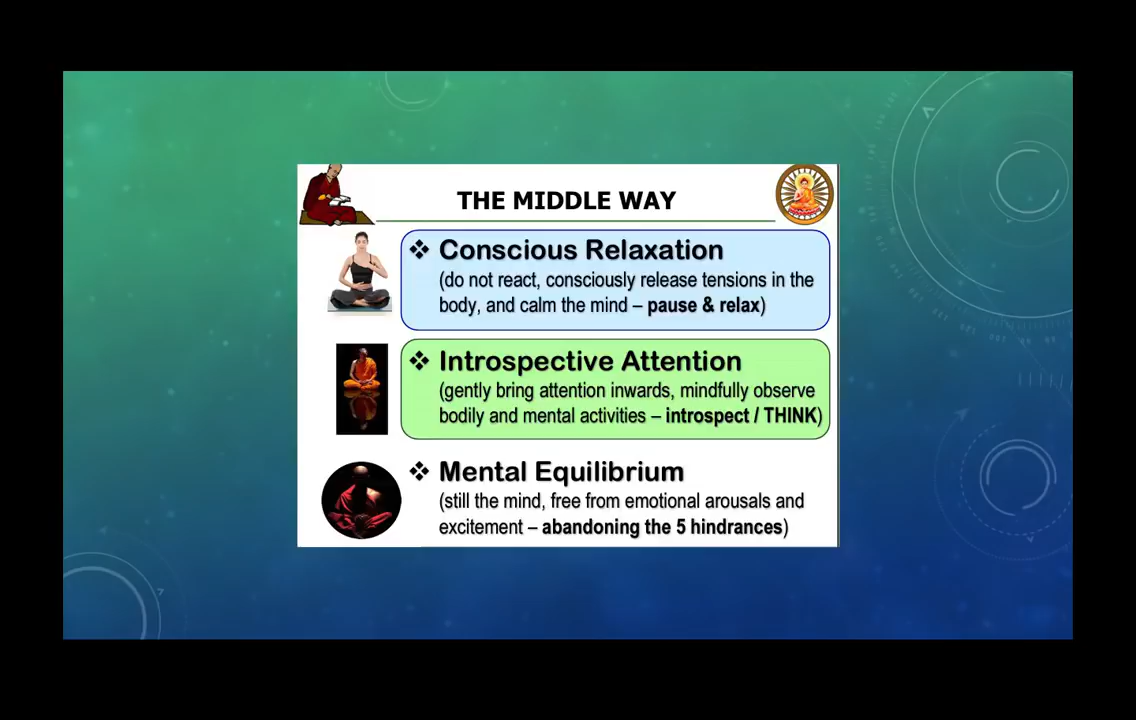 THE MIDDLE WAY
❖ Conscious Relaxation
(do not react, consciously release tensions in the
body, and calm the mind – pause & relax)
❖ Introspective Attention
(gently bring attention inwards, mindfully observe
bodily and mental activities – introspect / THINK)
❖ Mental Equilibrium
(still the mind, free from emotional arousals and
excitement – abandoning the 5 hindrances)